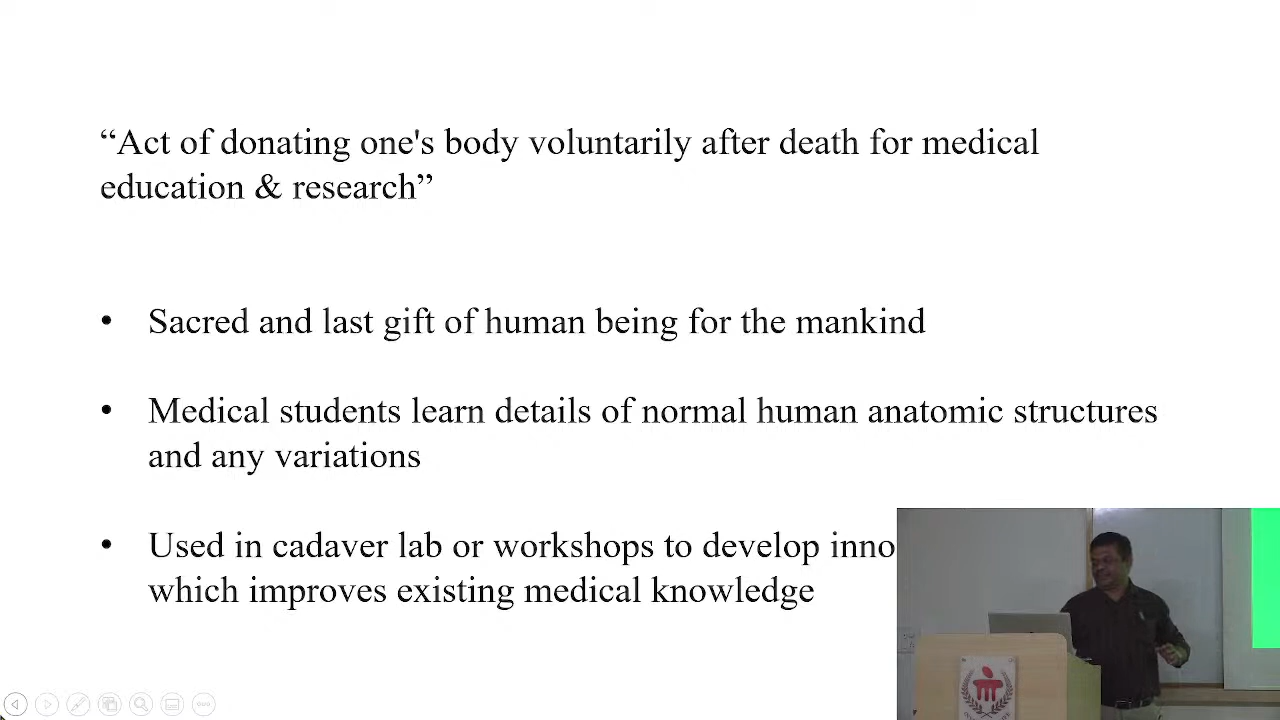 “Act of donating one's body voluntarily after death for medical
education & research”
• Sacred and last gift of human being for the mankind
• Medical students learn details of normal human anatomic structures
and any variations
• Used in cadaver lab or workshops to develop
which improves existing medical knowledge